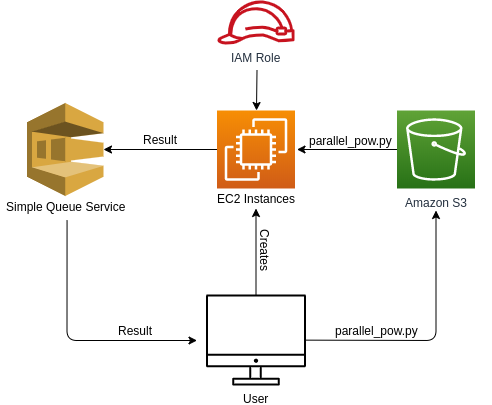 IAM Role
Result
parallel_pow.py
Simple Queue Service
EC2 Instances
Amazon S3
Creates
Result
parallel_pow.py
User